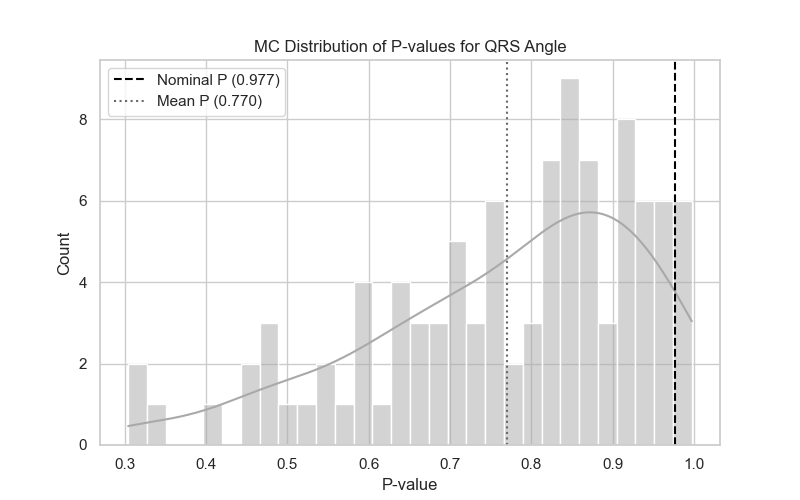 MC Distribution of P-values for QRS Angle
Nominal P (0.977)
Mean P (0.770)
8
6
4
2
0
Count
0.3 0.4 0.5 0.6 0.7 0.8 0.9 1.0
P-value